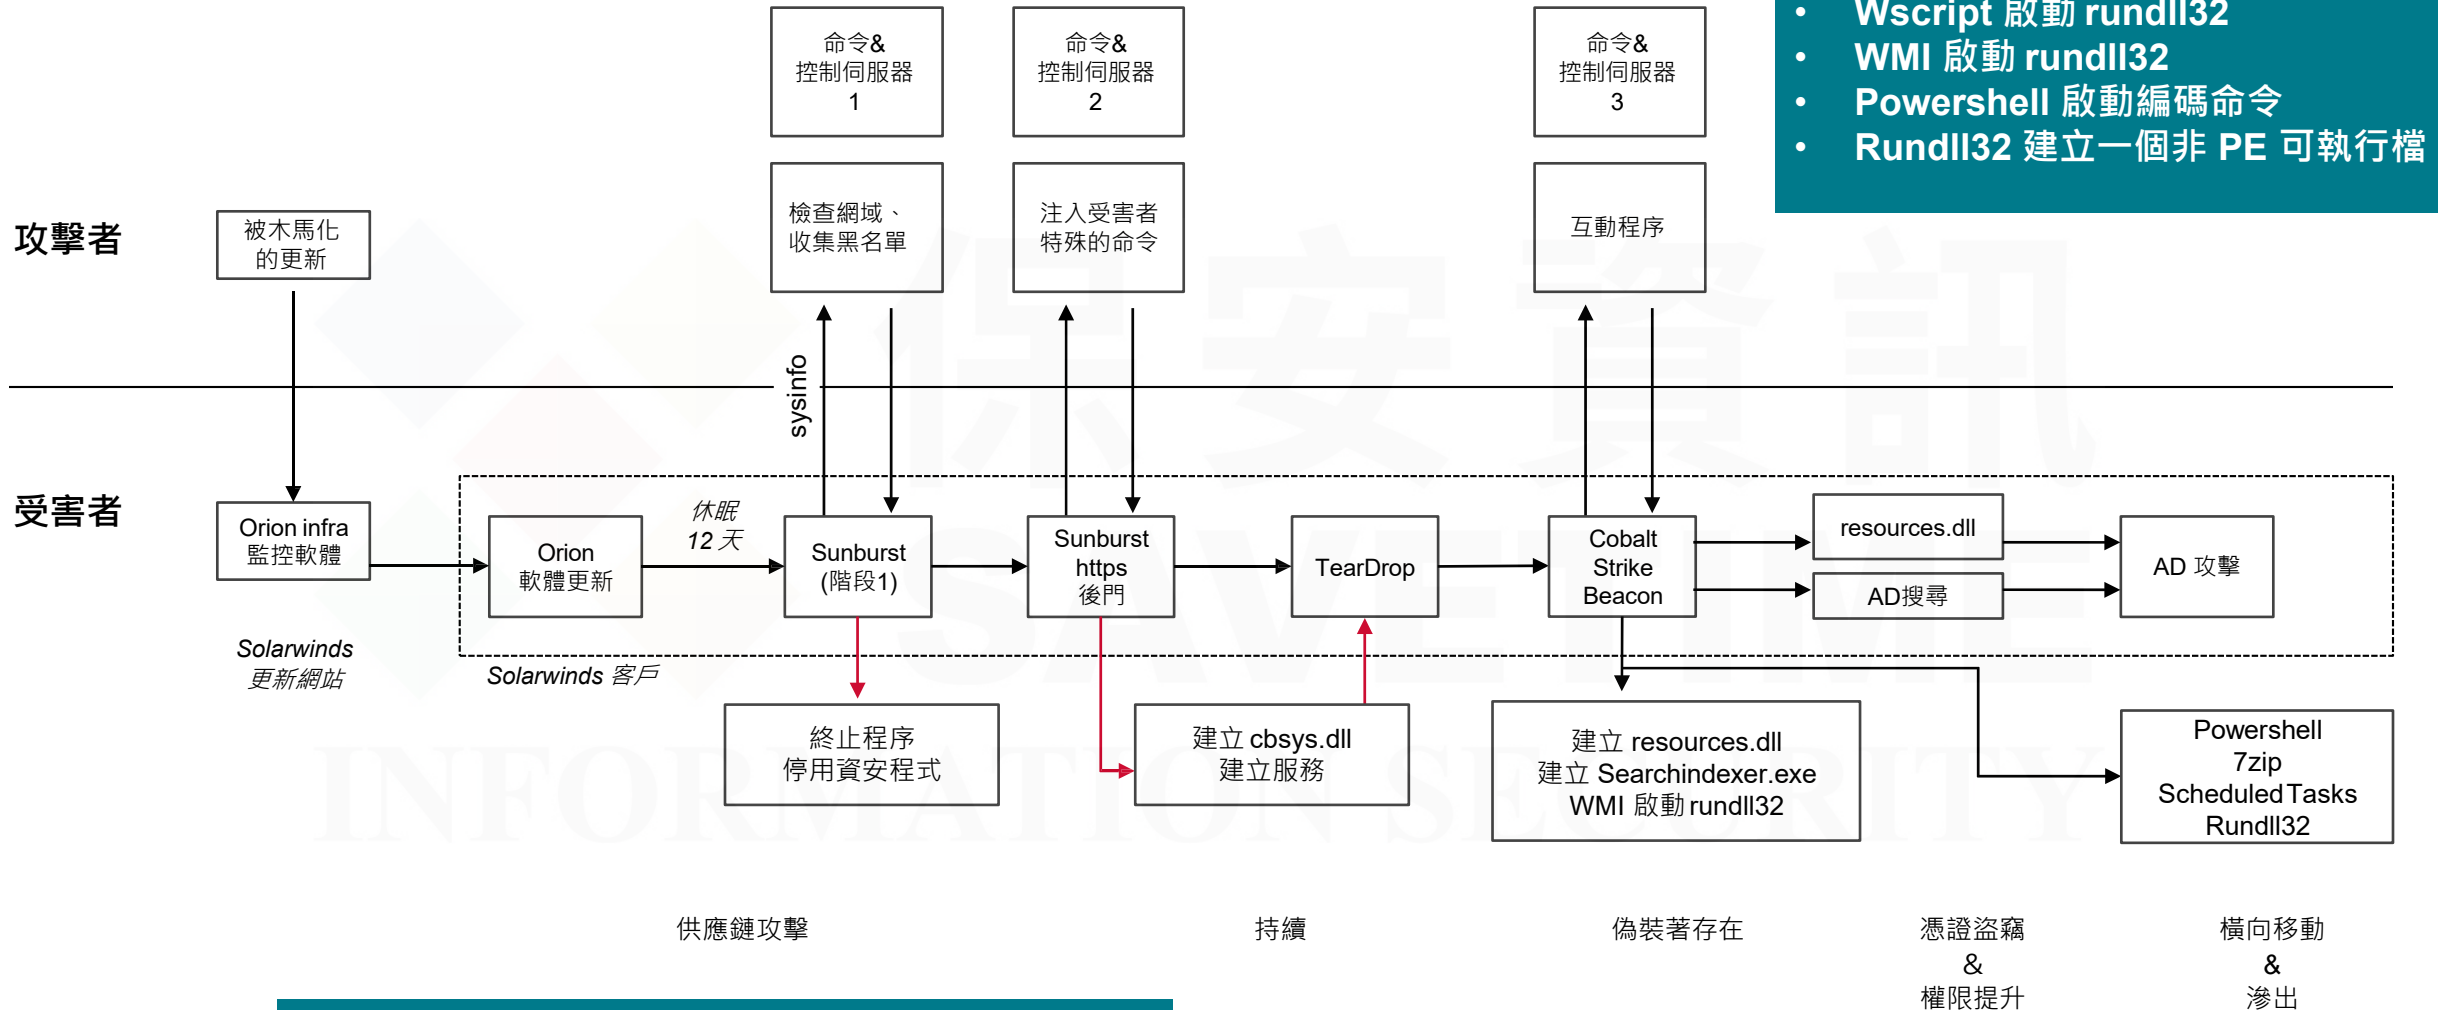 命令&
控制伺服器
1
命令&
控制伺服器
2
命令&
控制伺服器
3
• Wscript 啟動 rundll32
• WMI 啟動 rundll32
• Powershell 啟動編碼命令
• Rundll32 建立一個非 PE 可執行檔
攻擊者
被木馬化
的更新
檢查網域、
收集黑名單
注入受害者
特殊的命令
互動程序
sysinfo
受害者
Orion infra
監控軟體
Orion
軟體更新
休眠
12 天
Sunburst
(階段1)
Sunburst
https
後門
TearDrop
Cobalt
Strike
Beacon
resources.dll
AD搜尋
AD 攻擊
Solarwinds
更新網站
Solarwinds 客戶
終止程序
停用資安程式
建立 cbsys.dll
建立服務
建立 resources.dll
建立 Searchindexer.exe
WMI 啟動 rundll32
Powershell
7zip
Scheduled Tasks
Rundll32
供應鏈攻擊
持續
偽裝著存在
憑證盜竊
&
權限提升
橫向移動
&
滲出
保安資訊
SAVETIME
INFORMATION SECURITY